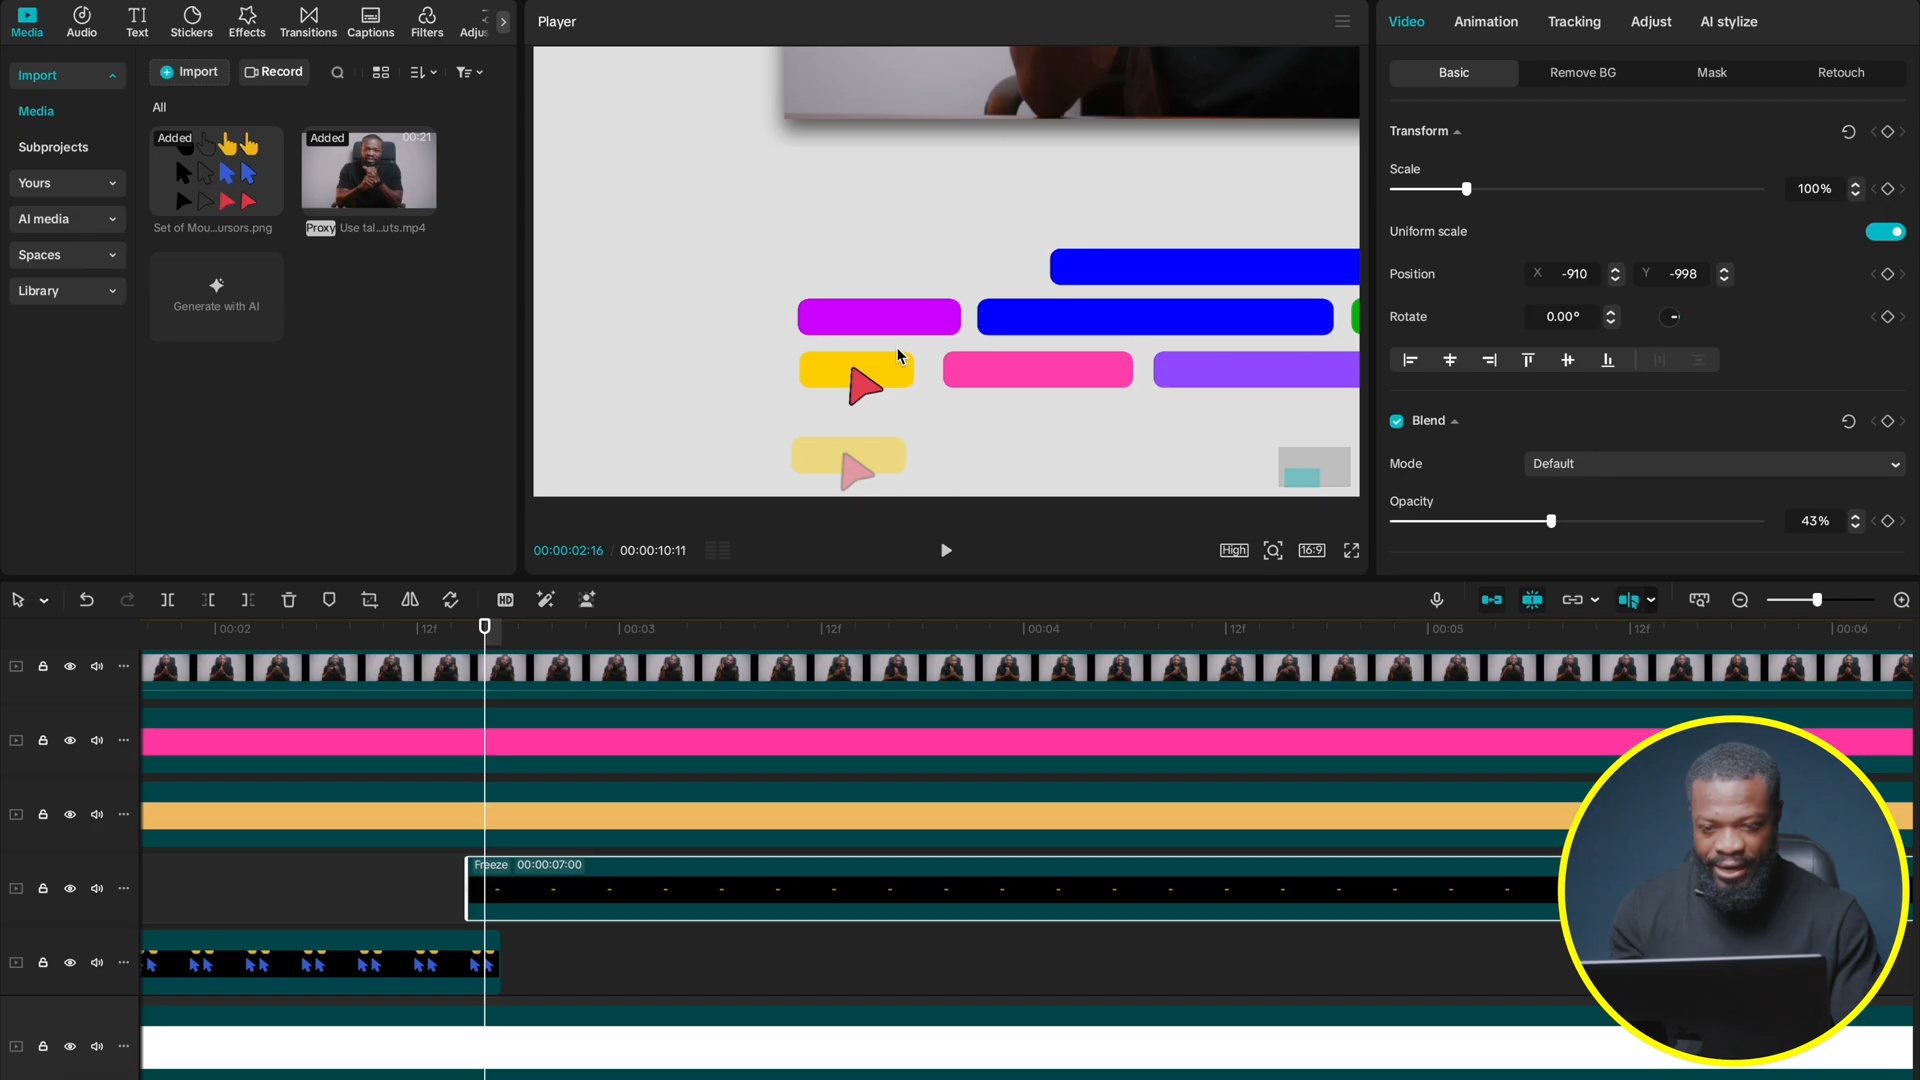 Media
Audio
Text
Stickers
Effects
Transitions
Captions
Filters
Adjus
Player
Video
Animation
Tracking
Adjust
AI stylize
Import
Media
Subprojects
Yours
AI media
Spaces
Library
Import
Record
All
Added
Set of Mou...ursors.png
Added
00:21
Proxy Use tal...uts.mp4
Generate with AI
00:00:02:16 / 00:00:10:11
High
16:9
Basic
Remove BG
Mask
Retouch
Transform
Scale
100%
Uniform scale
Position
X -910
Y -998
Rotate
0.00°
Blend
Mode
Default
Opacity
43%
HD
00:02
12f
00:03
12f
00:04
12f
00:05
12f
00:06
Freeze 00:00:07:00